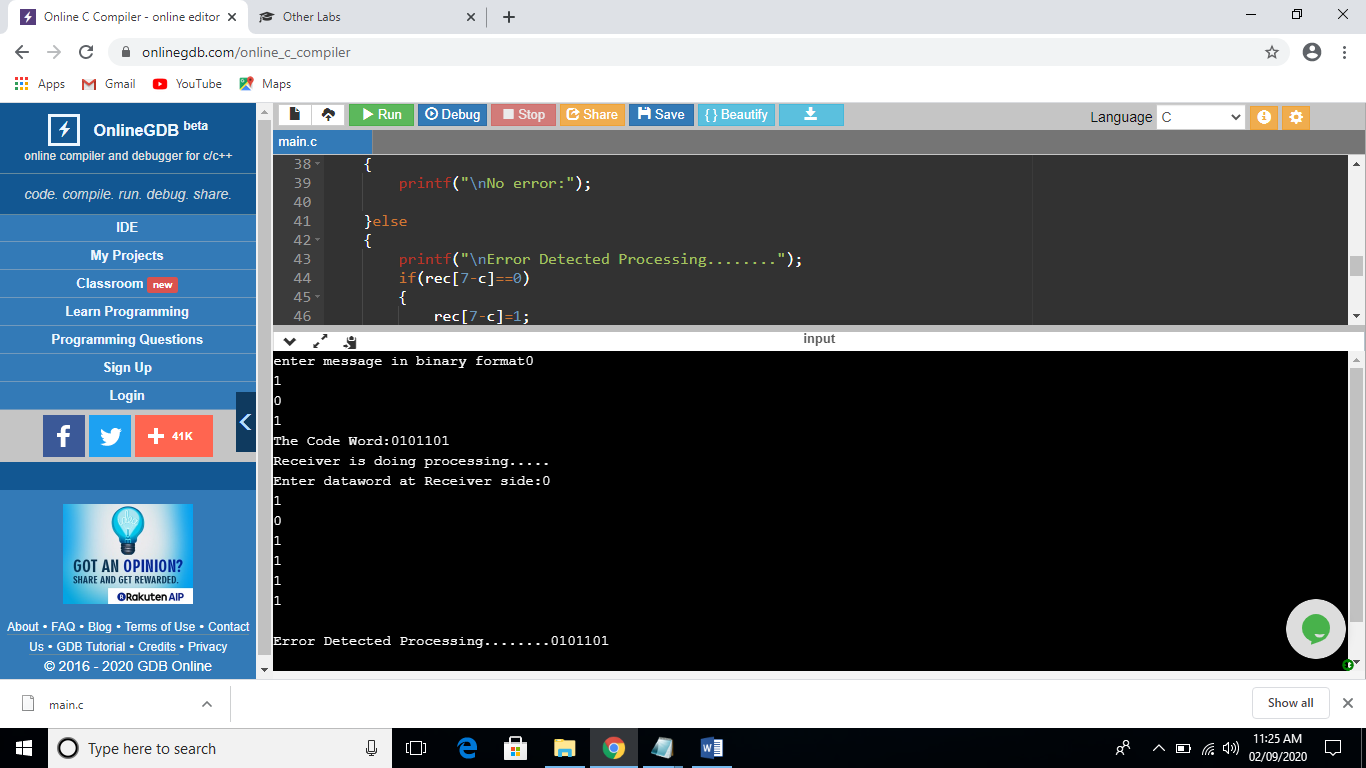 Online C Compiler - online editor
Other Labs
onlinegdb.com/online_c_compiler
Apps Gmail YouTube Maps
OnlineGDB beta
online compiler and debugger for c/c++
code. compile. run. debug. share.
IDE
My Projects
Classroom new
Learn Programming
Programming Questions
Sign Up
Login
f + 41K
GOT AN OPINION?
SHARE AND GET REWARDED.
Rakuten AIP
About • FAQ • Blog • Terms of Use • Contact
Us • GDB Tutorial • Credits • Privacy
© 2016 - 2020 GDB Online
Run Debug Stop Share Save { } Beautify
Language C
main.c
38 {
39 printf("\nNo error:");
40
41 }else
42 {
43 printf("\nError Detected Processing........");
44 if(rec[7-c]==0)
45 {
46 rec[7-c]=1;
input
enter message in binary format0
1
0
1
The Code Word:0101101
Receiver is doing processing.....
Enter dataword at Receiver side:0
1
0
1
1
1
1
Error Detected Processing........0101101
main.c
Show all
Type here to search
11:25 AM
02/09/2020